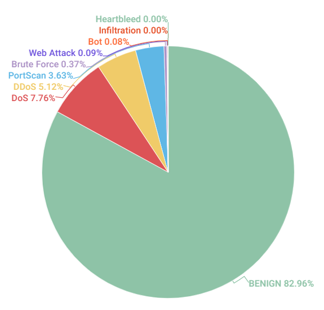 Heartbleed 0.00%
Infiltration 0.00%
Bot 0.08%
Web Attack 0.09%
Brute Force 0.37%
PortScan 3.63%
DDoS 5.12%
DoS 7.76%
BENIGN 82.96%